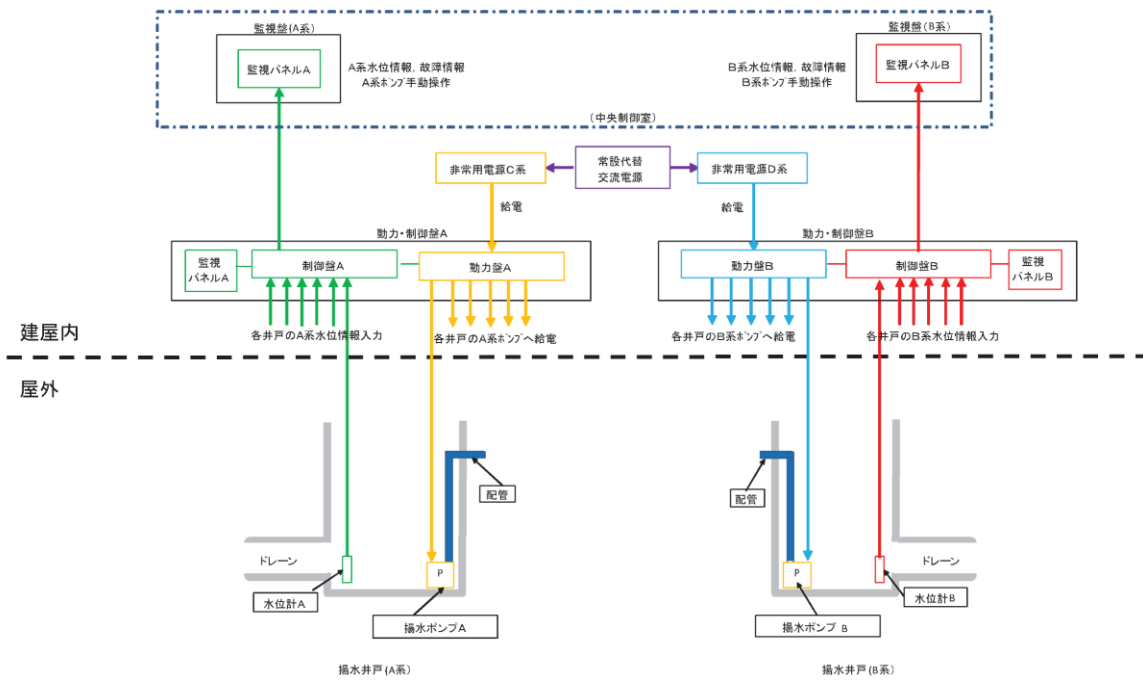 監視盤(A系)
監視パネルA
A系水位情報, 故障情報
A系ポンプ手動操作
監視盤(B系)
監視パネルB
B系水位情報, 故障情報
B系ポンプ手動操作
(中央制御室)
非常用電源C系
常設代替
交流電源
非常用電源D系
給電
給電
動力・制御盤A
監視
パネルA
制御盤A
動力盤A
動力・制御盤B
動力盤B
制御盤B
監視
パネルB
各井戸のA系水位情報入力
各井戸のA系ポンプへ給電
各井戸のB系ポンプへ給電
各井戸のB系水位情報入力
建屋内
屋外
配管
配管
ドレーン
ドレーン
P
P
水位計A
水位計B
揚水ポンプA
揚水ポンプ B
揚水井戸(A系)
揚水井戸(B系)